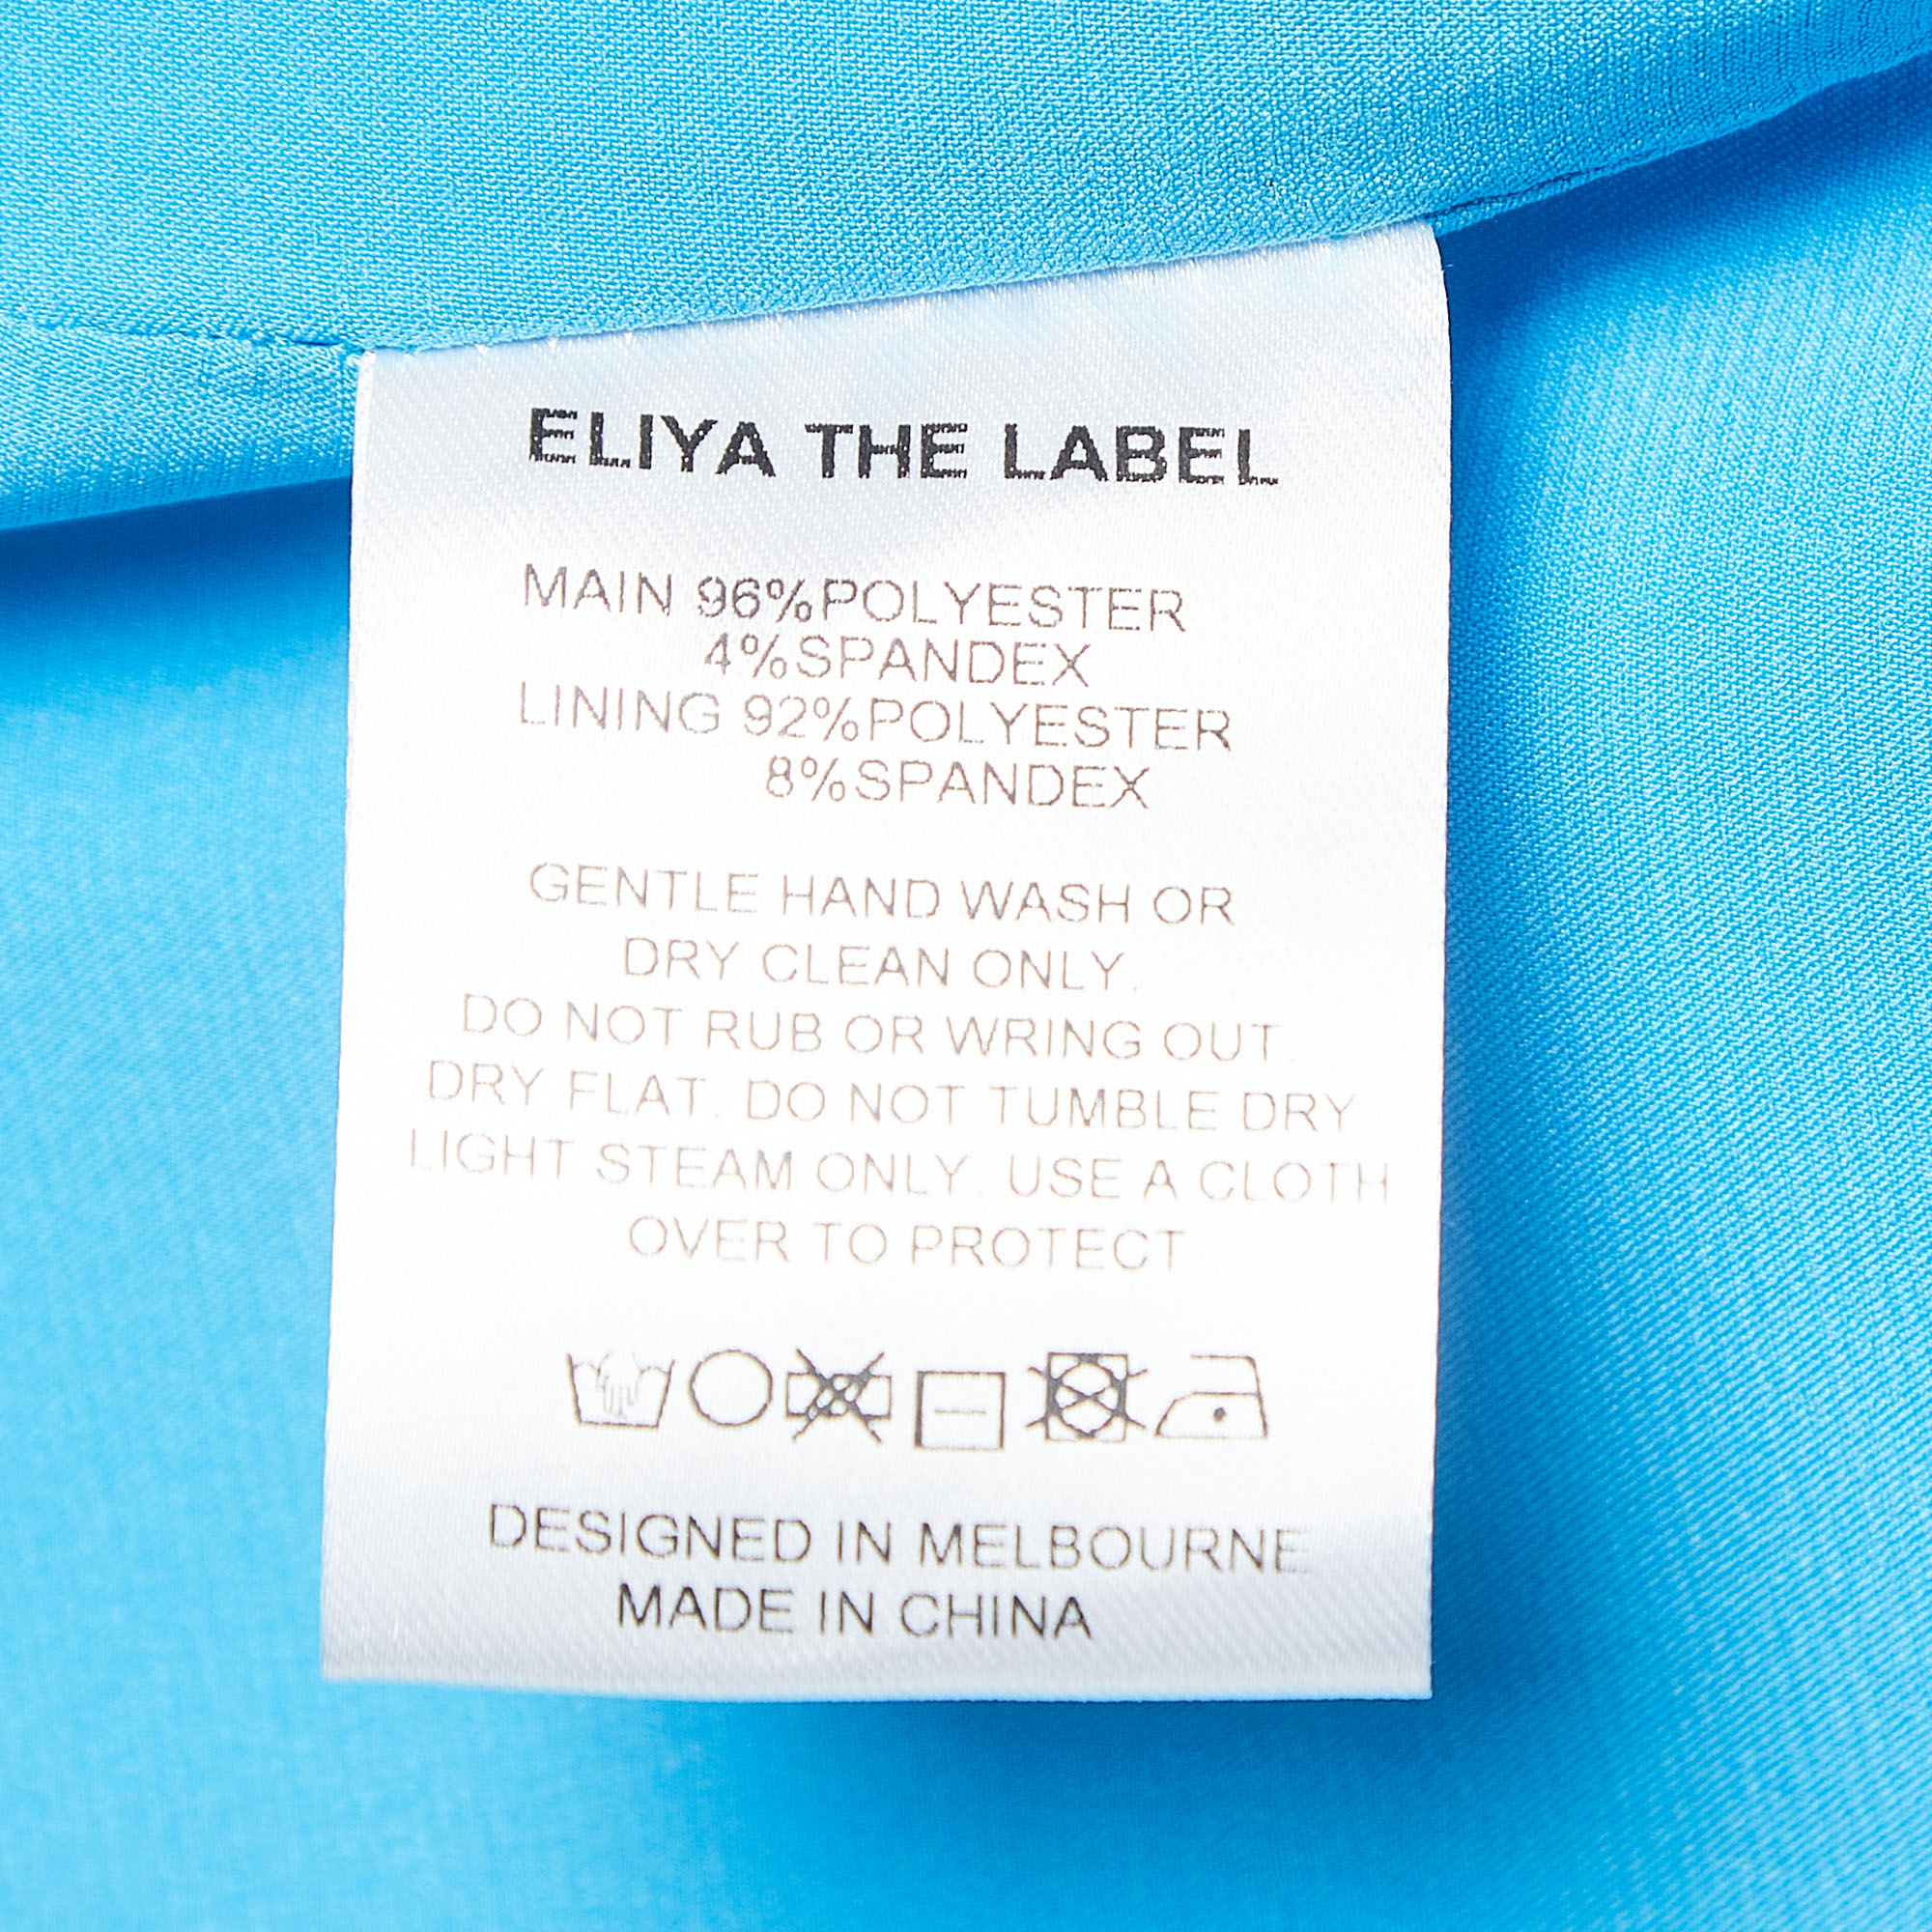 ELIYA THE LABEL
MAIN 96%POLYESTER
4%SPANDEX
LINING 92%POLYESTER
8%SPANDEX
GENTLE HAND WASH OR
DRY CLEAN ONLY.
DO NOT RUB OR WRING OUT.
DRY FLAT. DO NOT TUMBLE DRY
LIGHT STEAM ONLY. USE A CLOTH
OVER TO PROTECT
DESIGNED IN MELBOURNE
MADE IN CHINA